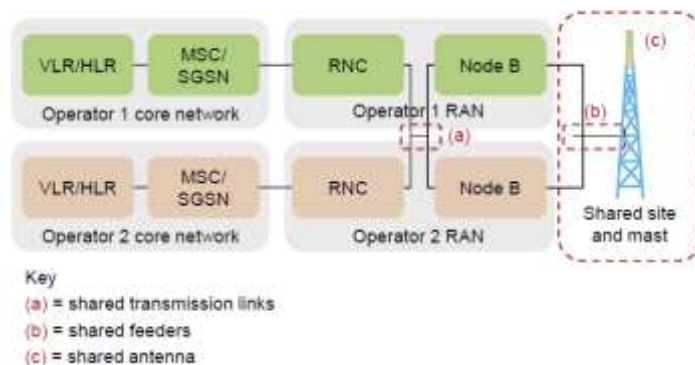 (c)
VLR/HLR
MSC/
SGSN
RNC
Node B
Operator 1 core network
Operator 1 RAN
(b)
(a)
VLR/HLR
MSC/
SGSN
RNC
Node B
Operator 2 core network
Operator 2 RAN
Shared site
and mast
Key
(a) = shared transmission links
(b) = shared feeders
(c) = shared antenna